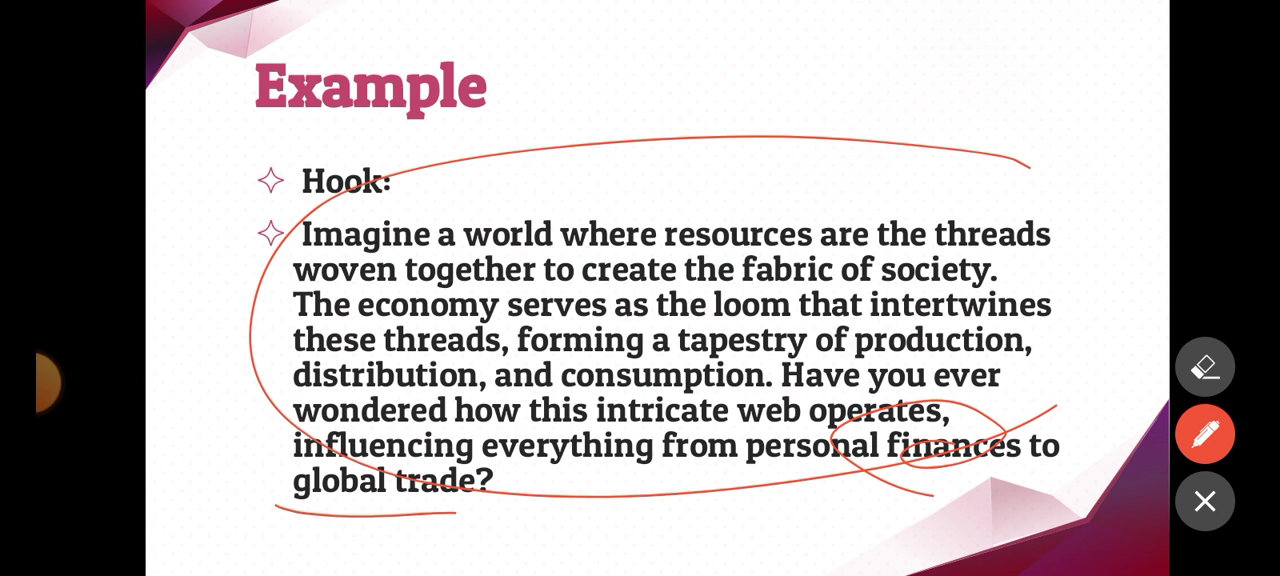 Example
Hook:
Imagine a world where resources are the threads
woven together to create the fabric of society.
The economy serves as the loom that intertwines
these threads, forming a tapestry of production,
distribution, and consumption. Have you ever
wondered how this intricate web operates,
influencing everything from personal finances to
global trade?